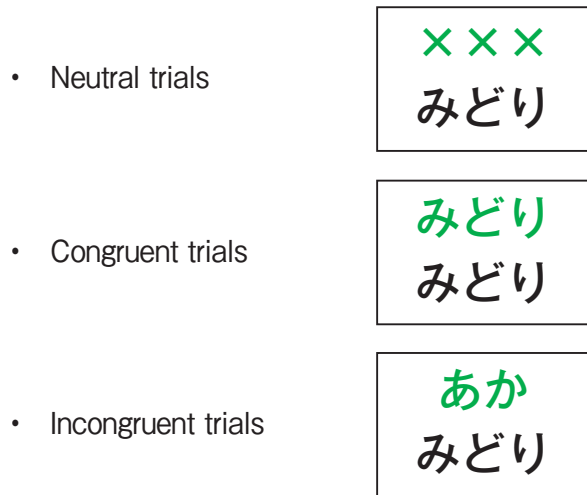 • Neutral trials
×××
みどり
• Congruent trials
みどり
みどり
• Incongruent trials
あか
みどり